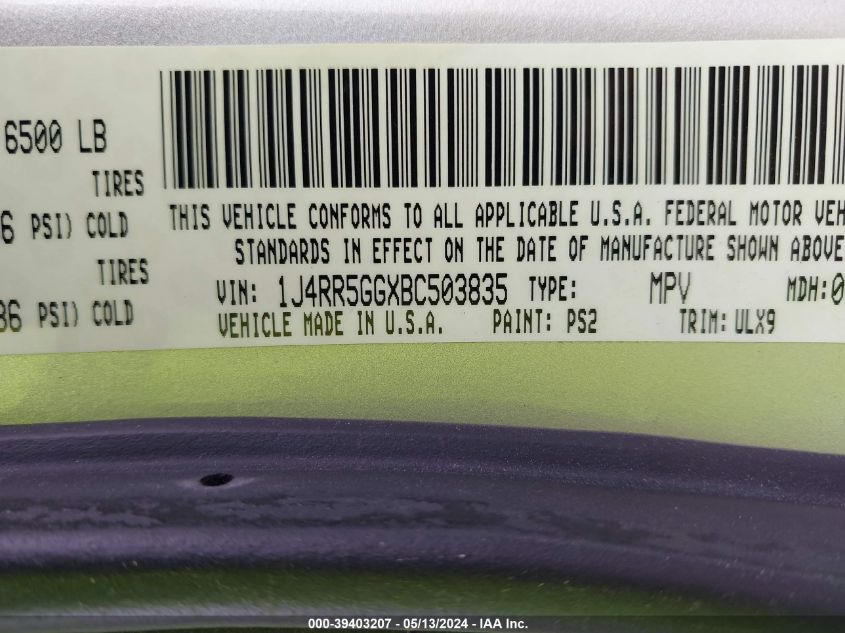 6500 LB
TIRES
6 PSI) COLD
TIRES
36 PSI) COLD
THIS VEHICLE CONFORMS TO ALL APPLICABLE U.S.A. FEDERAL MOTOR VEH
STANDARDS IN EFFECT ON THE DATE OF MANUFACTURE SHOWN ABOVE
VIN: 1J4RR5GGXBC503835 TYPE: MPV MDH:0
VEHICLE MADE IN U.S.A. PAINT: PS2 TRIM: ULX9
000-39403207 - 05/13/2024 - IAA Inc.